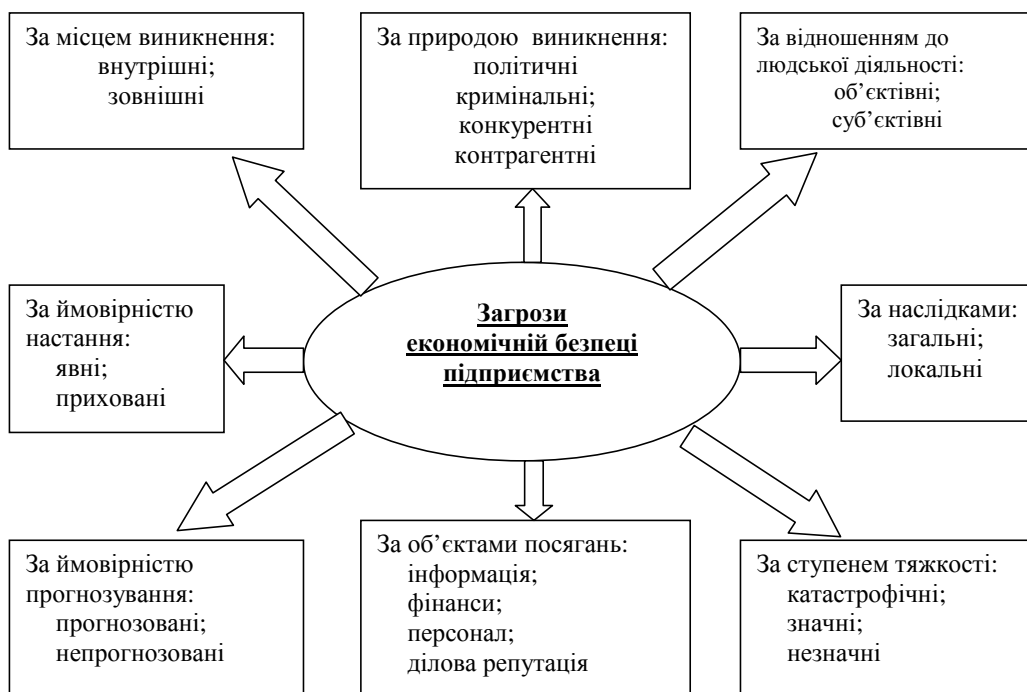 За місцем виникнення:
внутрішні;
зовнішні
За природою виникнення:
політичні
кримінальні;
конкурентні
контрагентні
За відношенням до
людської діяльності:
об’єктівні;
суб’єктівні
За ймовірністю
настання:
явні;
приховані
Загрози
економічній безпеці
підприємства
За наслідками:
загальні;
локальні
За ймовірністю
прогнозування:
прогнозовані;
непрогнозовані
За об’єктами посягань:
інформація;
фінанси;
персонал;
ділова репутація
За ступенем тяжкості:
катастрофічні;
значні;
незначні